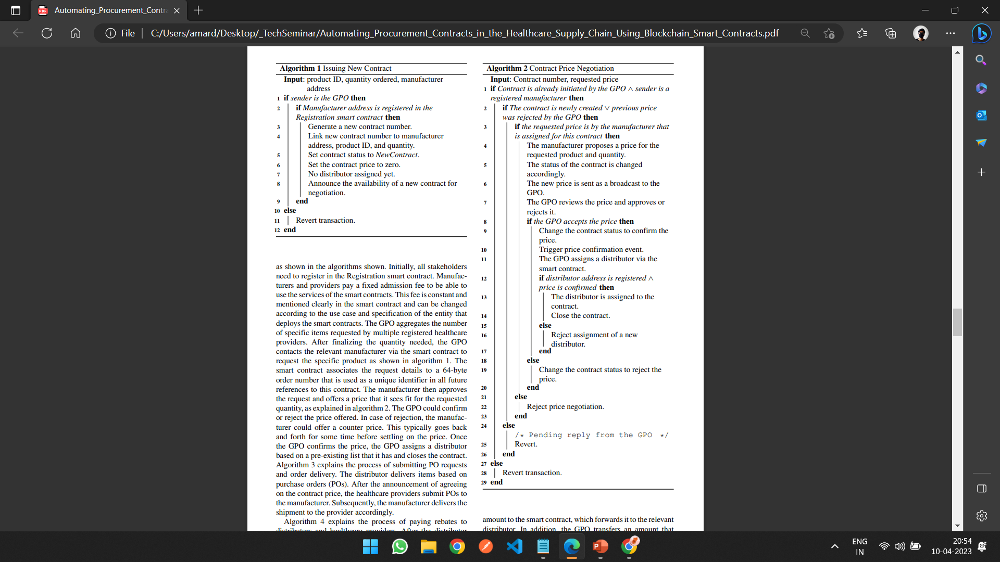 Automating_Procurement_Contr
File
C:/Users/amard/Desktop/_TechSeminar/Automating_Procurement_Contracts_in_the_Healthcare_Supply_Chain_Using_Blockchain_Smart_Contracts.pdf
Algorithm 1 Issuing New Contract
Input: product ID, quantity ordered, manufacturer
address
1 if sender is the GPO then
2 if Manufacturer address is registered in the
Registration smart contract then
3 Generate a new contract number.
4 Link new contract number to manufacturer
address, product ID, and quantity.
5 Set contract status to NewContract.
6 Set the contract price to zero.
7 No distributor assigned yet.
8 Announce the availability of a new contract for
negotiation.
9 end
10 else
11 Revert transaction.
12 end
as shown in the algorithms shown. Initially, all stakeholders
need to register in the Registration smart contract. Manufac-
turers and providers pay a fixed admission fee to be able to
use the services of the smart contracts. This fee is constant and
mentioned clearly in the smart contract and can be changed
according to the use case and specification of the entity that
deploys the smart contracts. The GPO aggregates the number
of specific items requested by multiple registered healthcare
providers. After finalizing the quantity needed, the GPO
contacts the relevant manufacturer via the smart contract to
request the specific product as shown in algorithm 1. The
smart contract associates the request details to a 64-byte
order number that is used as a unique identifier in all future
references to this contract. The manufacturer then approves
the request and offers a price that it sees fit for the requested
quantity, as explained in algorithm 2. The GPO could confirm
or reject the price offered. In case of rejection, the manufac-
turer could offer a counter price. This typically goes back
and forth for some time before settling on the price. Once
the GPO confirms the price, the GPO assigns a distributor
based on a pre-existing list that it has and closes the contract.
Algorithm 3 explains the process of submitting PO requests
and order delivery. The distributor delivers items based on
purchase orders (POs). After the announcement of agreeing
on the contract price, the healthcare providers submit POs to
the manufacturer. Subsequently, the manufacturer delivers the
shipment to the provider accordingly.
Algorithm 4 explains the process of paying rebates to
distributors and healthcare providers. After the distributor
Algorithm 2 Contract Price Negotiation
Input: Contract number, requested price
1 if Contract is already initiated by the GPO ∧ sender is a
registered manufacturer then
2 if The contract is newly created ∨ previous price
was rejected by the GPO then
3 if the requested price is by the manufacturer that
is assigned for this contract then
4 The manufacturer proposes a price for the
requested product and quantity.
5 The status of the contract is changed
accordingly.
6 The new price is sent as a broadcast to the
GPO.
7 The GPO reviews the price and approves or
rejects it.
8 if the GPO accepts the price then
9 Change the contract status to confirm the
price.
10 Trigger price confirmation event.
11 The GPO assigns a distributor via the
smart contract.
12 if distributor address is registered ∧
price is confirmed then
13 The distributor is assigned to the
contract.
14 Close the contract.
15 else
16 Reject assignment of a new
distributor.
17 end
18 else
19 Change the contract status to reject the
price.
20 end
21 else
22 Reject price negotiation.
23 end
24 else
/* Pending reply from the GPO */
25 Revert.
26 end
27 else
28 Revert transaction.
29 end
amount to the smart contract, which forwards it to the relevant
distributor. In addition, the GPO transfers an amount that
ENG
IN
20:54
10-04-2023